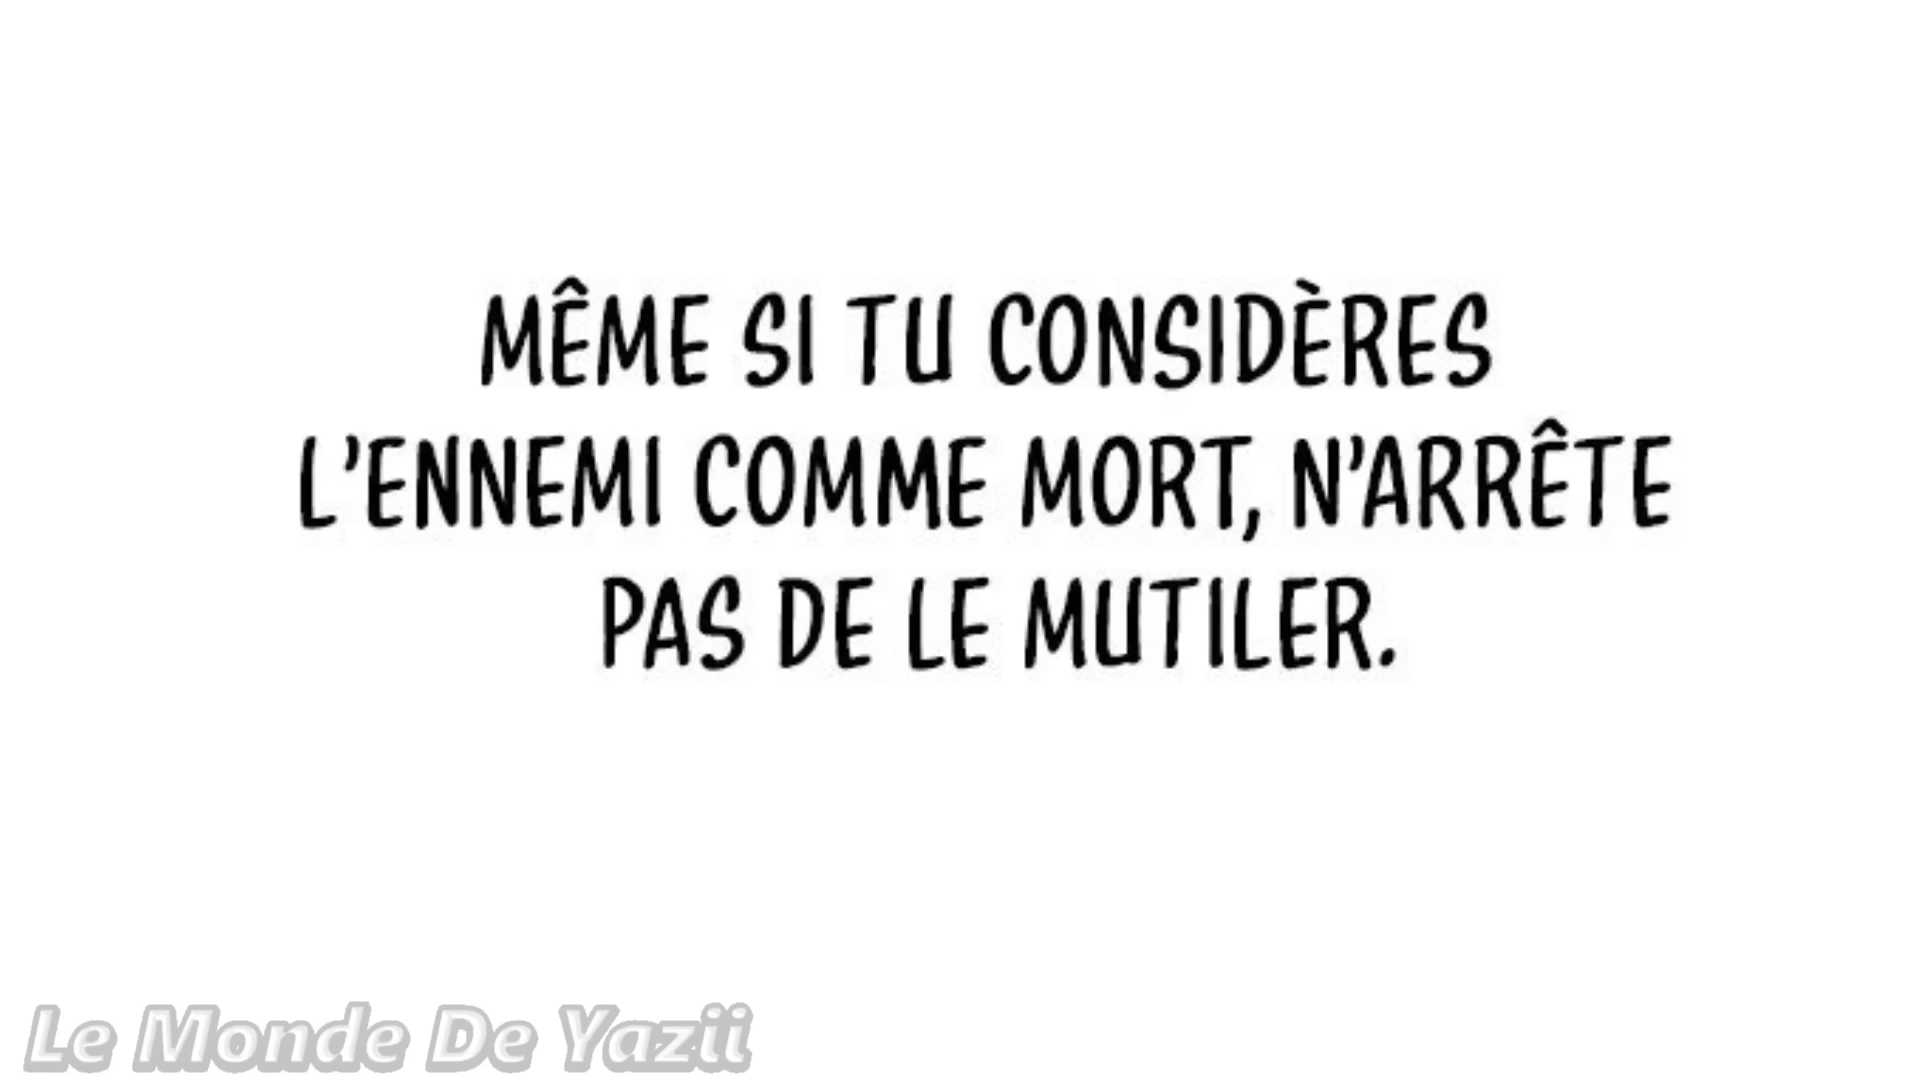 MÊME SI TU CONSIDÈRES
L'ENNEMI COMME MORT, N'ARRÊTE
PAS DE LE MUTILER.
Le Monde De Yazii